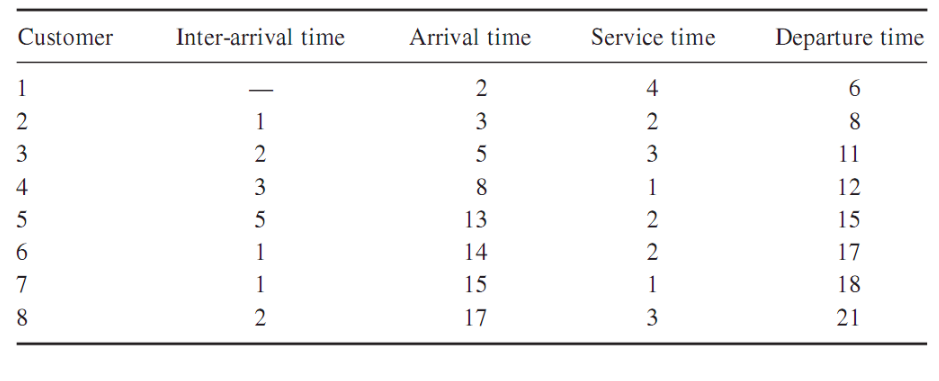 Customer Inter-arrival time Arrival time Service time Departure time
1 — 2 4 6
2 1 3 2 8
3 2 5 3 11
4 3 8 1 12
5 5 13 2 15
6 1 14 2 17
7 1 15 1 18
8 2 17 3 21